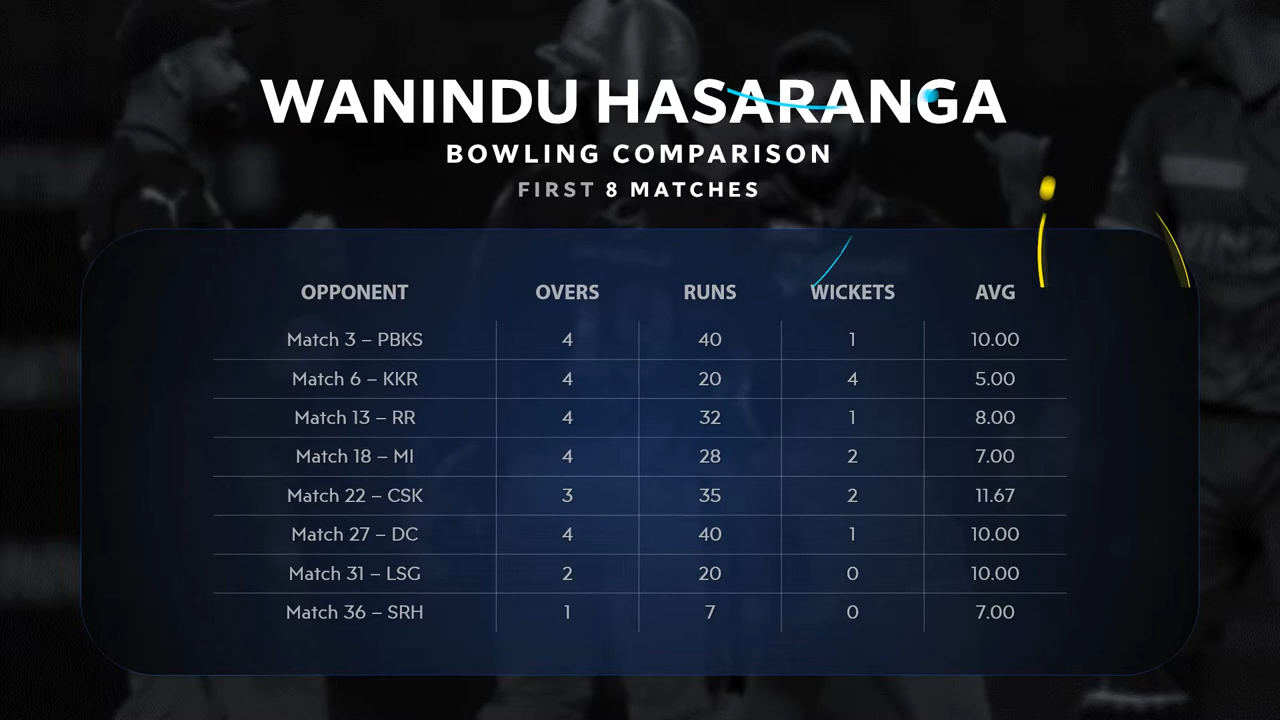 WANINDU HASARANGA
BOWLING COMPARISON
FIRST 8 MATCHES
OPPONENT OVERS RUNS WICKETS AVG
Match 3 – PBKS 4 40 1 10.00
Match 6 – KKR 4 20 4 5.00
Match 13 – RR 4 32 1 8.00
Match 18 – MI 4 28 2 7.00
Match 22 – CSK 3 35 2 11.67
Match 27 – DC 4 40 1 10.00
Match 31 – LSG 2 20 0 10.00
Match 36 – SRH 1 7 0 7.00